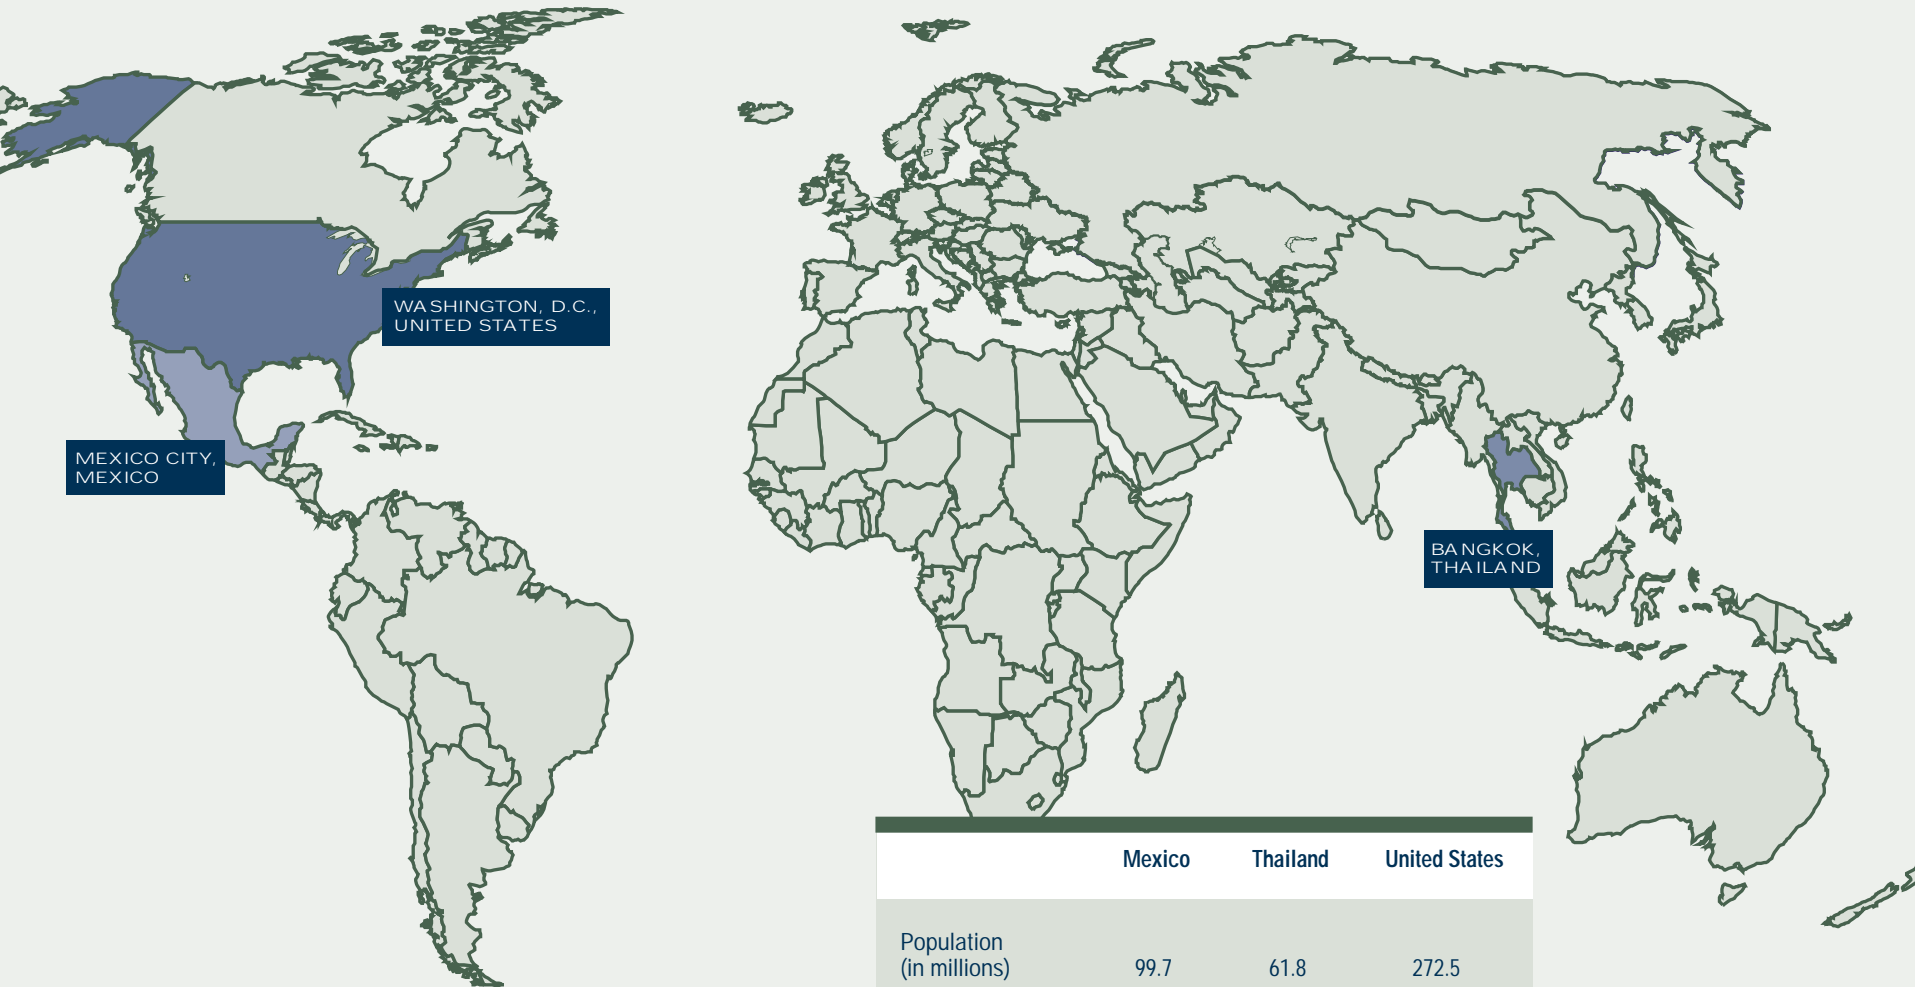 WASHINGTON, D.C.,
UNITED STATES
MEXICO CITY,
MEXICO
BANGKOK,
THAILAND
Mexico Thailand United States
Population
(in millions) 99.7 61.8 272.5